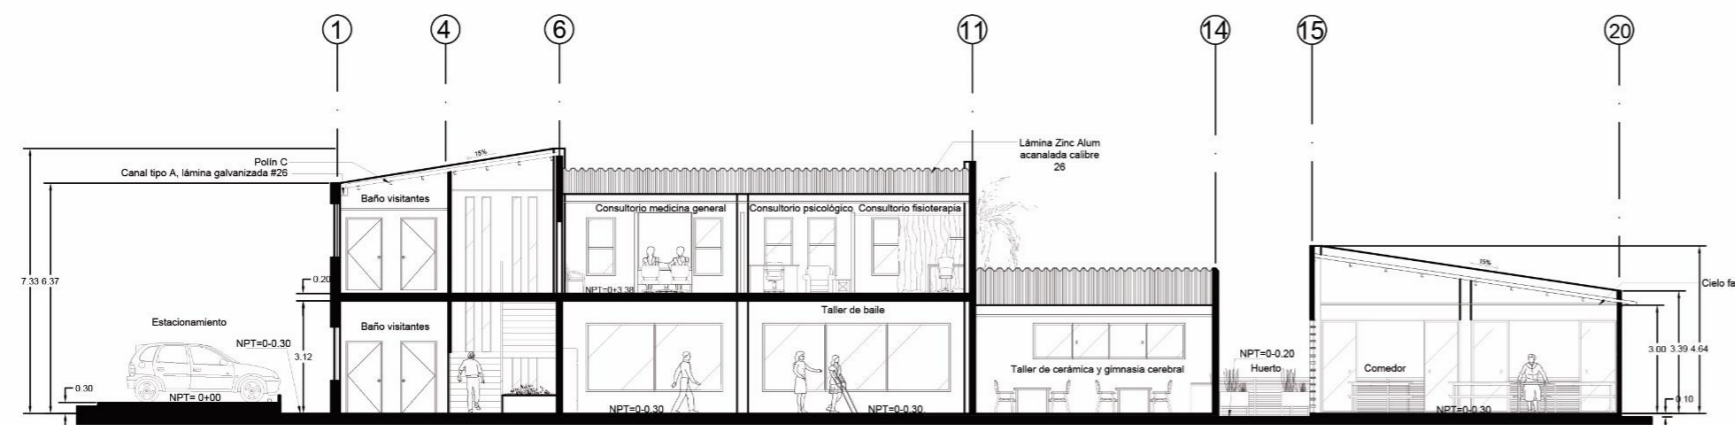 1 4 6 11 14 15 20
Lámina Zinc Alum
acanalada calibre
26
15%
Polín C
Canal tipo A, lámina galvanizada #26
Baño visitantes
Consultorio medicina general
Consultorio psicológico
Consultorio fisioterapia
15%
7.33
6.37
0.20
NPT=0+3.38
Cielo fa
Estacionamiento
Baño visitantes
Taller de baile
NPT=0-0.30
3.12
3.00
3.39
4.64
NPT=0-0.20
Huerto
Taller de cerámica y gimnasia cerebral
Comedor
0.30
NPT= 0+00
NPT=0-0.30
NPT=0-0.30
NPT=0-0.30
0.10